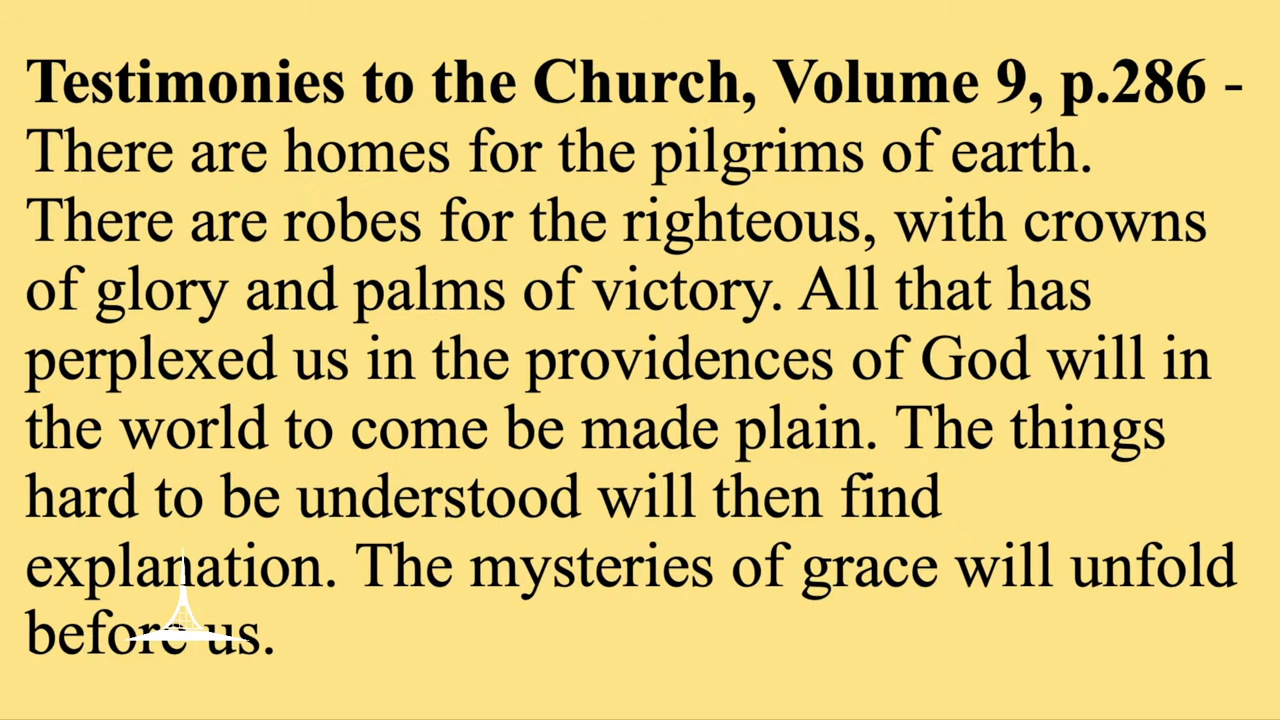 Testimonies to the Church, Volume 9, p.286 -
There are homes for the pilgrims of earth.
There are robes for the righteous, with crowns
of glory and palms of victory. All that has
perplexed us in the providences of God will in
the world to come be made plain. The things
hard to be understood will then find
explanation. The mysteries of grace will unfold
before us.